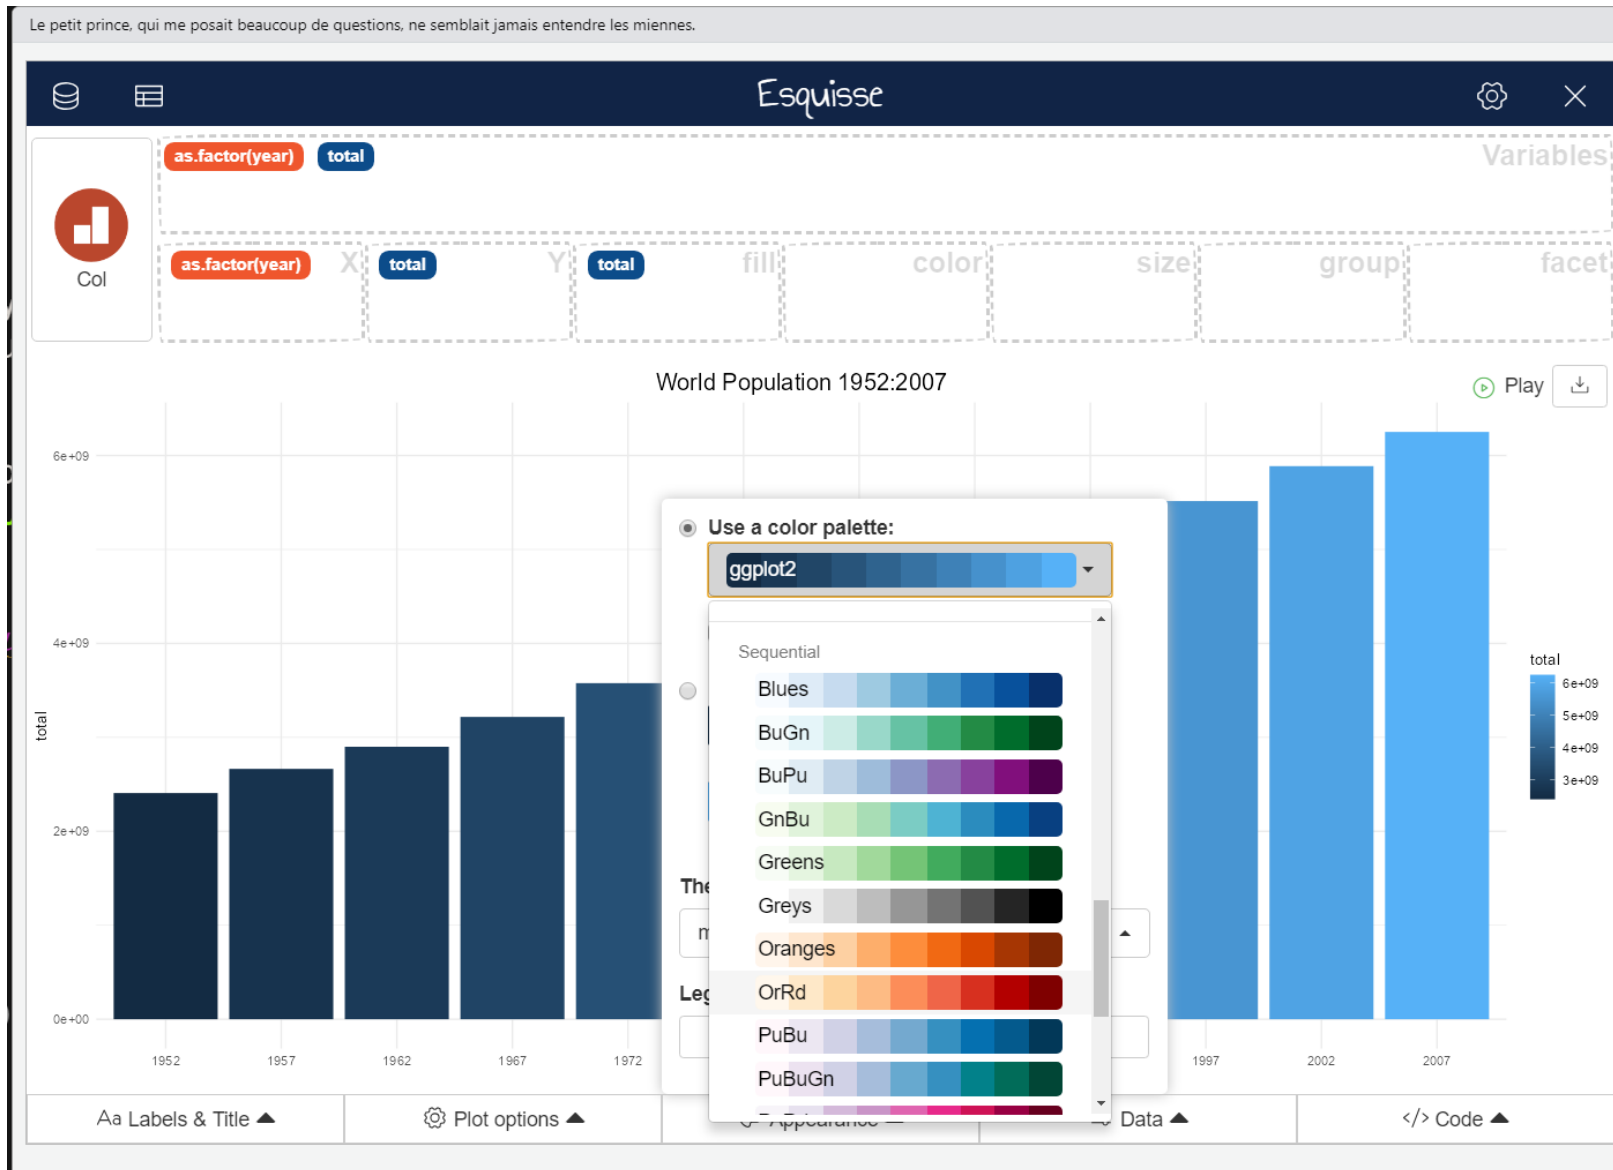 Le petit prince, qui me posait beaucoup de questions, ne semblait jamais entendre les miennes.
Esquisse
as.factor(year) total Variables
Col
as.factor(year) X total Y total fill color size group facet
World Population 1952:2007
Play
6e+09
4e+09
2e+09
0e+00
total
1952 1957 1962 1967 1972 1997 2002 2007
total
6e+09
5e+09
4e+09
3e+09
Use a color palette:
ggplot2
Sequential
Blues
BuGn
BuPu
GnBu
Greens
Greys
Oranges
OrRd
PuBu
PuBuGn
The
Leg
Aa Labels & Title
Plot options
Appearance
Data
</> Code